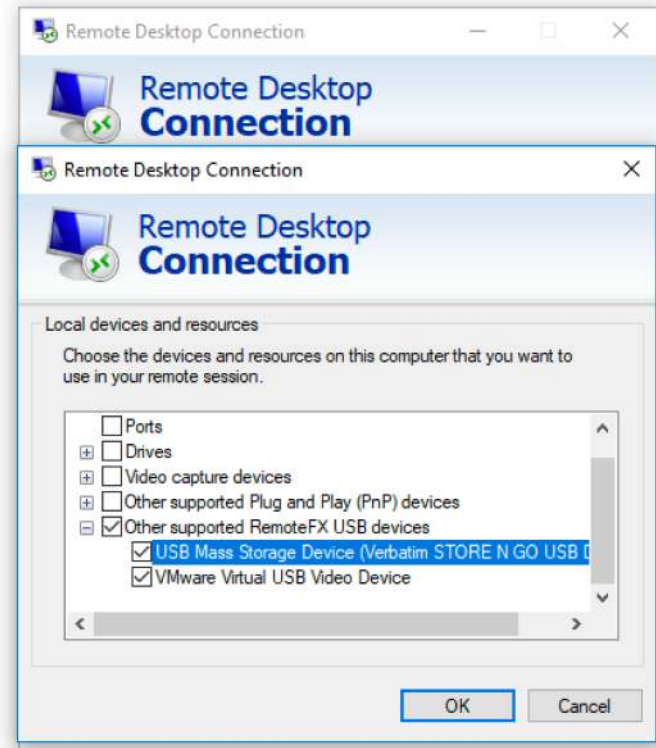 Remote Desktop Connection
Remote Desktop
Connection
Remote Desktop Connection
Remote Desktop
Connection
Local devices and resources
Choose the devices and resources on this computer that you want to
use in your remote session.
Ports
Drives
Video capture devices
Other supported Plug and Play (PnP) devices
Other supported RemoteFX USB devices
USB Mass Storage Device (Verbatim STORE N GO USB
VMware Virtual USB Video Device
OK
Cancel